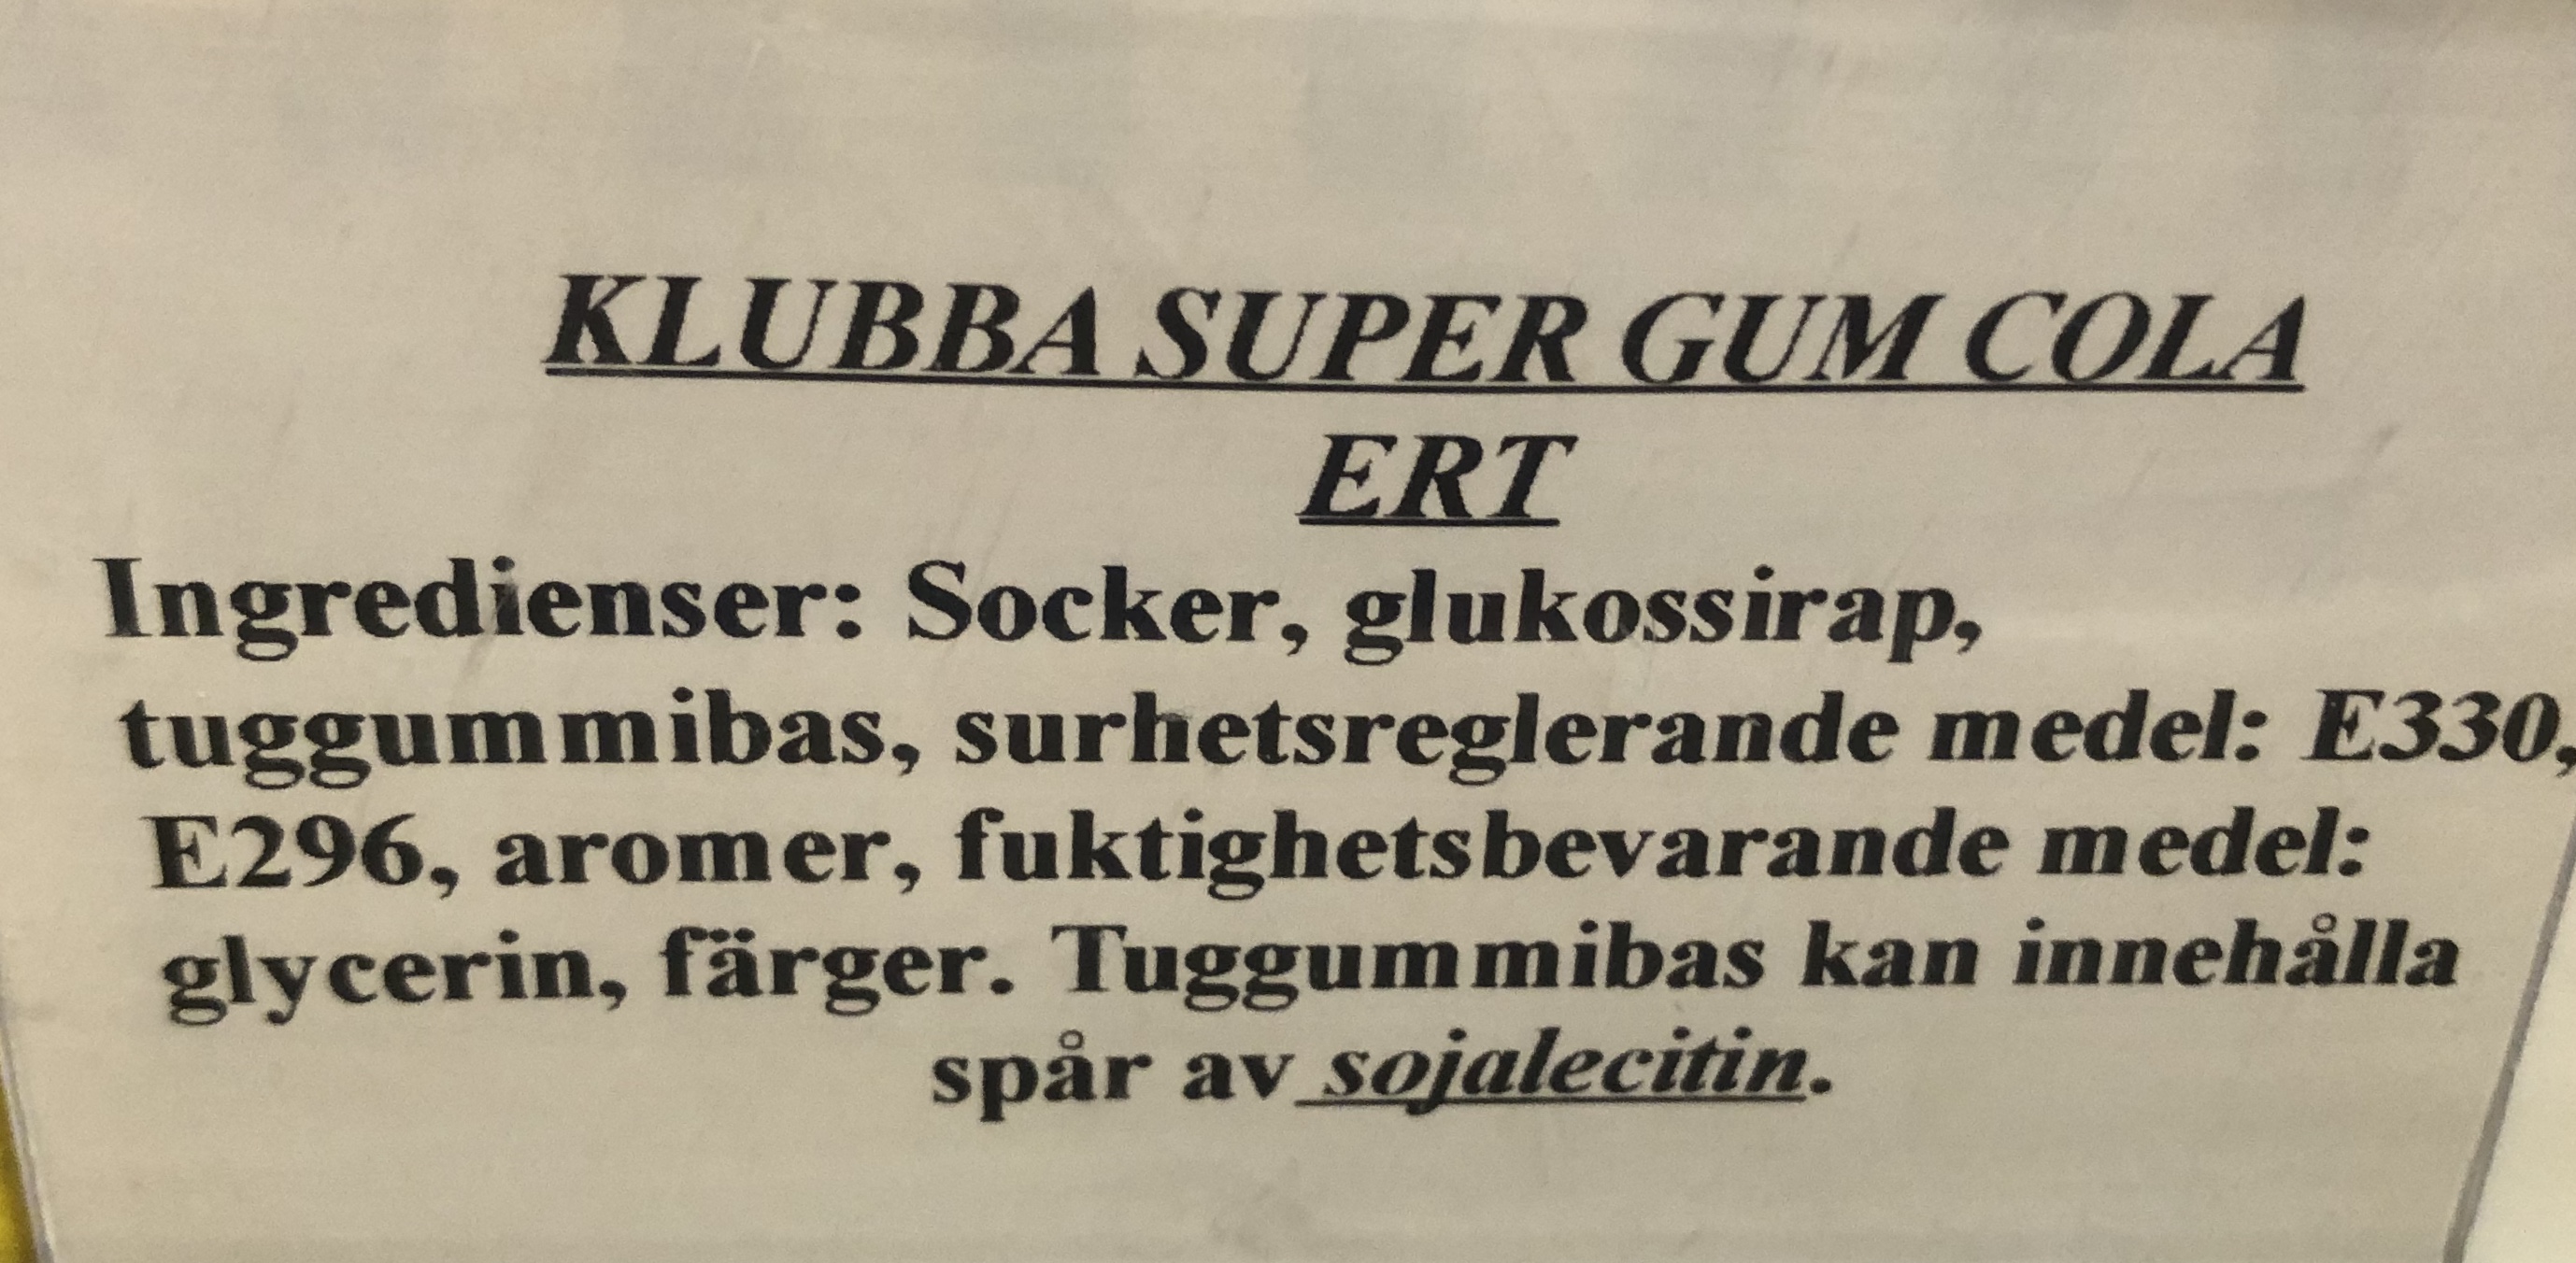 KLUBBA SUPER GUM COLA
ERT
Ingredienser: Socker, glukossirap,
tuggummibas, surhetsreglerande medel: E330,
E296, aromer, fuktighetsbevarande medel:
glycerin, färger. Tuggummibas kan innehålla
spår av sojalecitin.